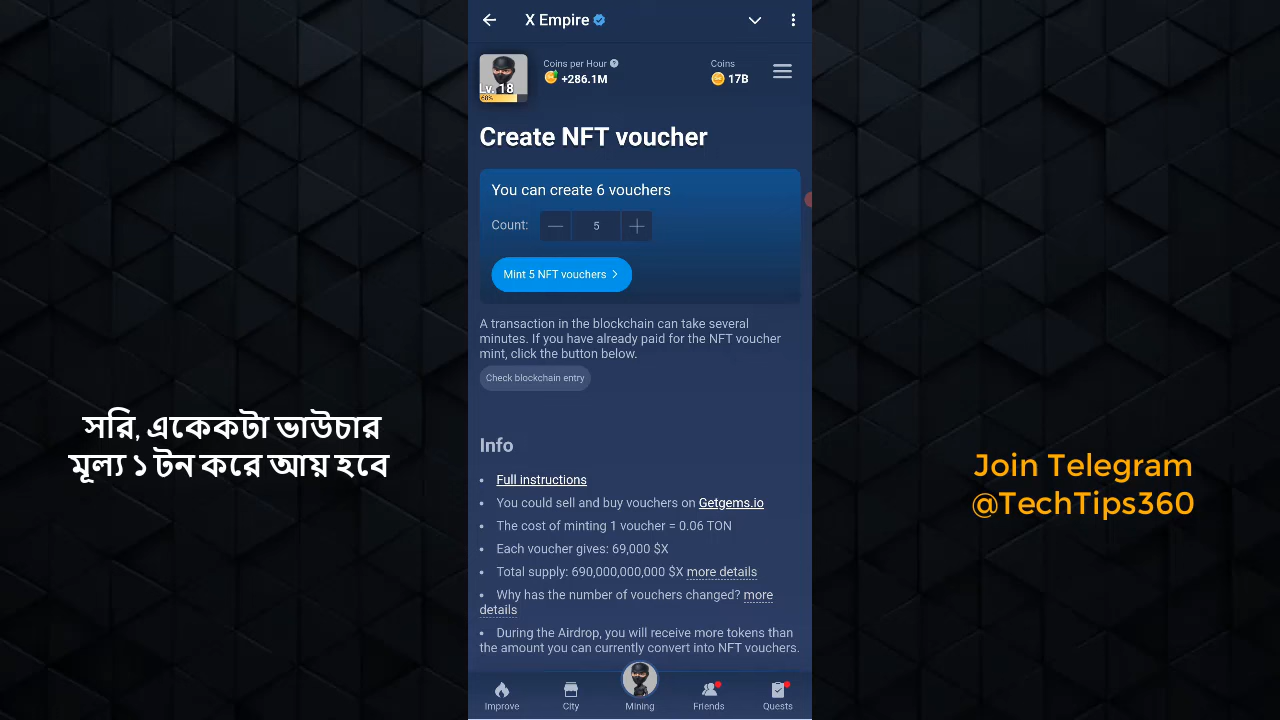 X Empire
Coins per Hour
+286.1M
Coins
17B
Lv. 18
68%
Create NFT voucher
You can create 6 vouchers
Count:
5
Mint 5 NFT vouchers
A transaction in the blockchain can take several
minutes. If you have already paid for the NFT voucher
mint, click the button below.
Check blockchain entry
সরি, একেকটা ভাউচার
মূল্য ১ টন করে আয় হবে
Join Telegram
@TechTips360
Info
• Full instructions
• You could sell and buy vouchers on Getgems.io
• The cost of minting 1 voucher = 0.06 TON
• Each voucher gives: 69,000 $X
• Total supply: 690,000,000,000 $X more details
• Why has the number of vouchers changed? more
details
• During the Airdrop, you will receive more tokens than
the amount you can currently convert into NFT vouchers.
Improve
City
Mining
Friends
Quests